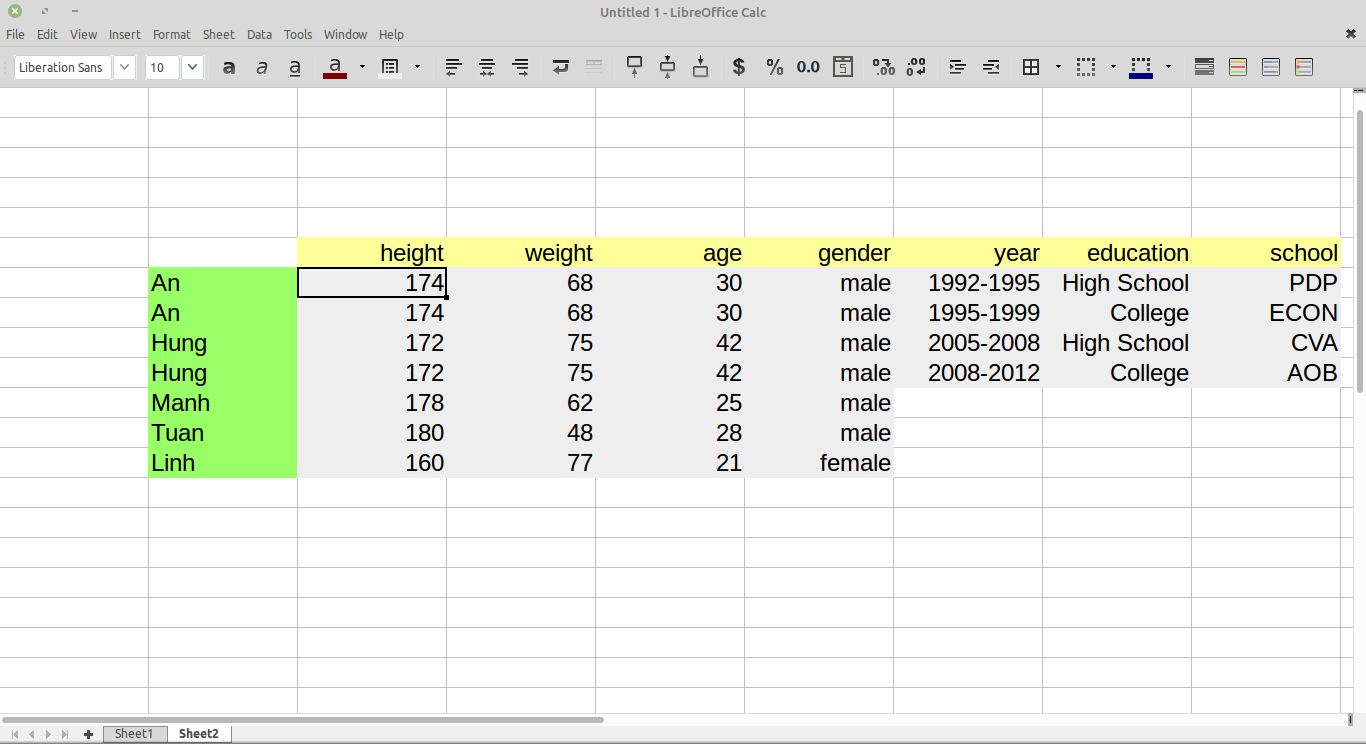 Untitled 1 - LibreOffice Calc
File Edit View Insert Format Sheet Data Tools Window Help
Liberation Sans 10 a a a a $ % 0.0
height weight age gender year education school
An 174 68 30 male 1992-1995 High School PDP
An 174 68 30 male 1995-1999 College ECON
Hung 172 75 42 male 2005-2008 High School CVA
Hung 172 75 42 male 2008-2012 College AOB
Manh 178 62 25 male
Tuan 180 48 28 male
Linh 160 77 21 female
Sheet1 Sheet2